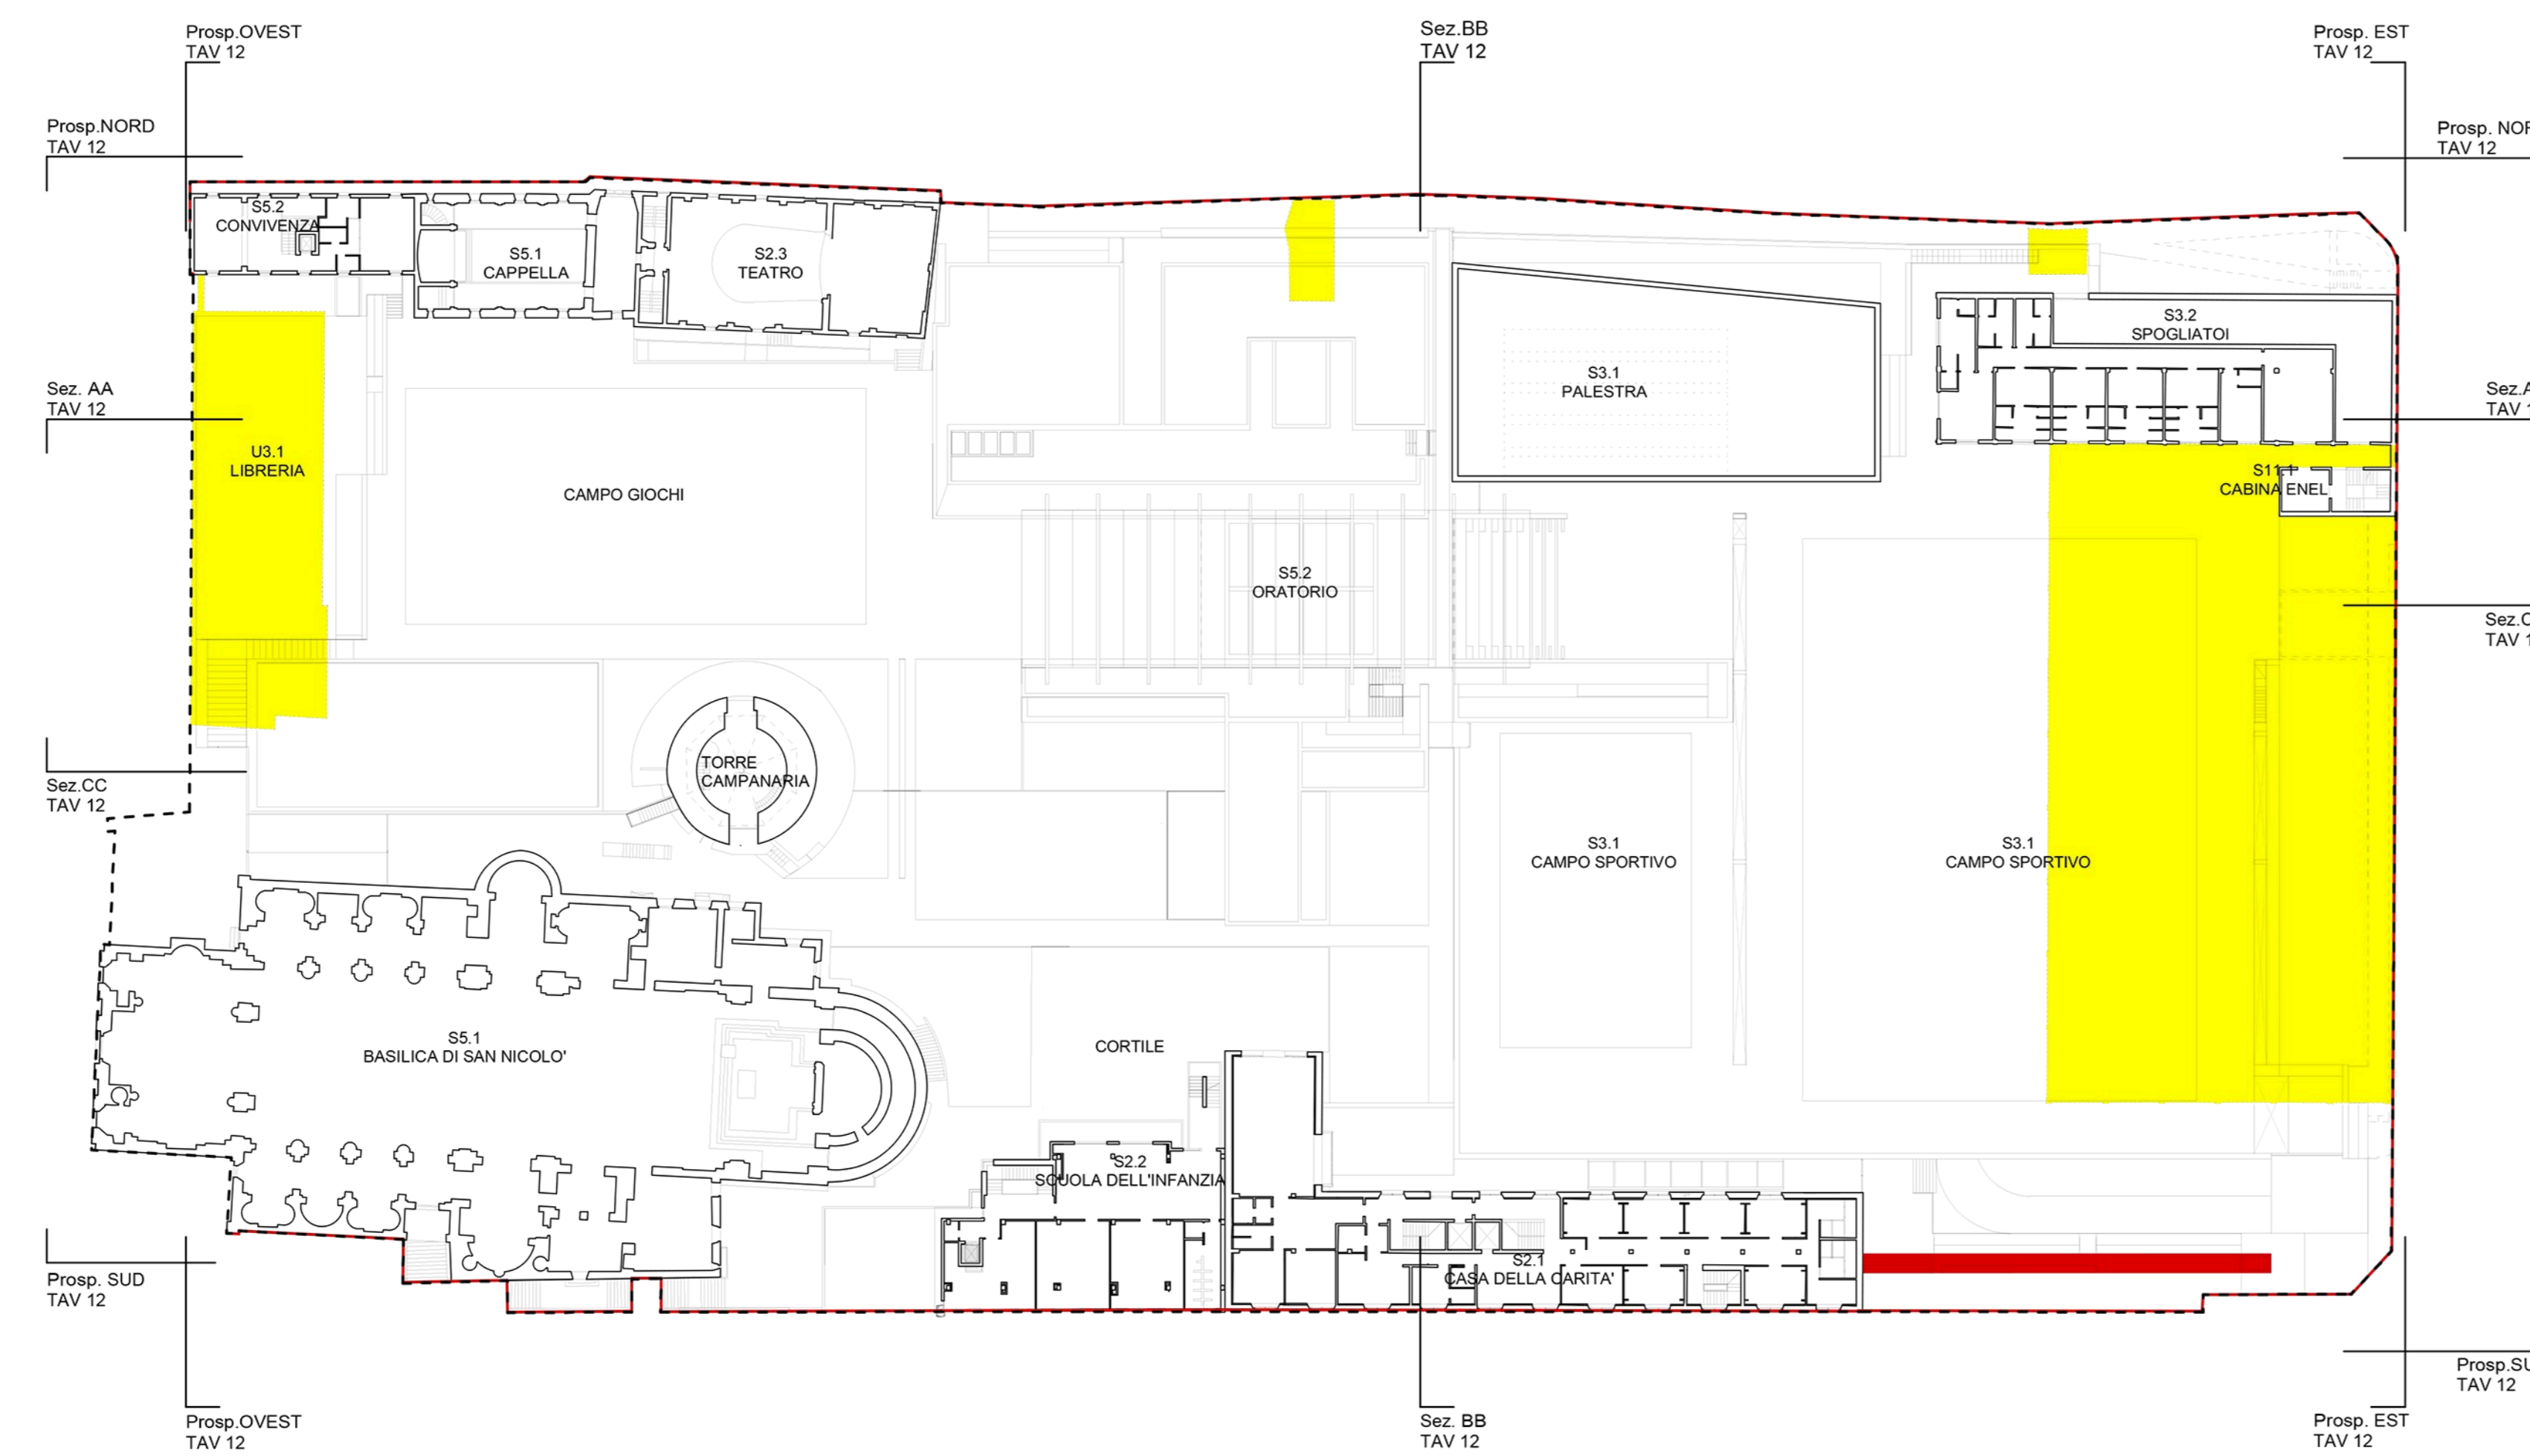 Prosp.OVEST
TAV 12
Sez.BB
TAV 12
Prosp. EST
TAV 12
Prosp.NORD
TAV 12
Prosp. NOR
TAV 12
S5.2
CONVIVENZA
S5.1
CAPPELLA
S2.3
TEATRO
S3.2
SPOGLIATOI
Sez. AA
TAV 12
S3.1
PALESTRA
Sez.A
TAV 1
U3.1
LIBRERIA
CAMPO GIOCHI
S11.1
CABINA ENEL
S5.2
ORATORIO
Sez.C
TAV 1
TORRE
CAMPANARIA
Sez.CC
TAV 12
S3.1
CAMPO SPORTIVO
S3.1
CAMPO SPORTIVO
S5.1
BASILICA DI SAN NICOLO'
CORTILE
S2.2
SCUOLA DELL'INFANZIA
S2.1
CASA DELLA CARITA'
Prosp. SUD
TAV 12
Prosp.SU
TAV 12
Prosp.OVEST
TAV 12
Sez. BB
TAV 12
Prosp. EST
TAV 12